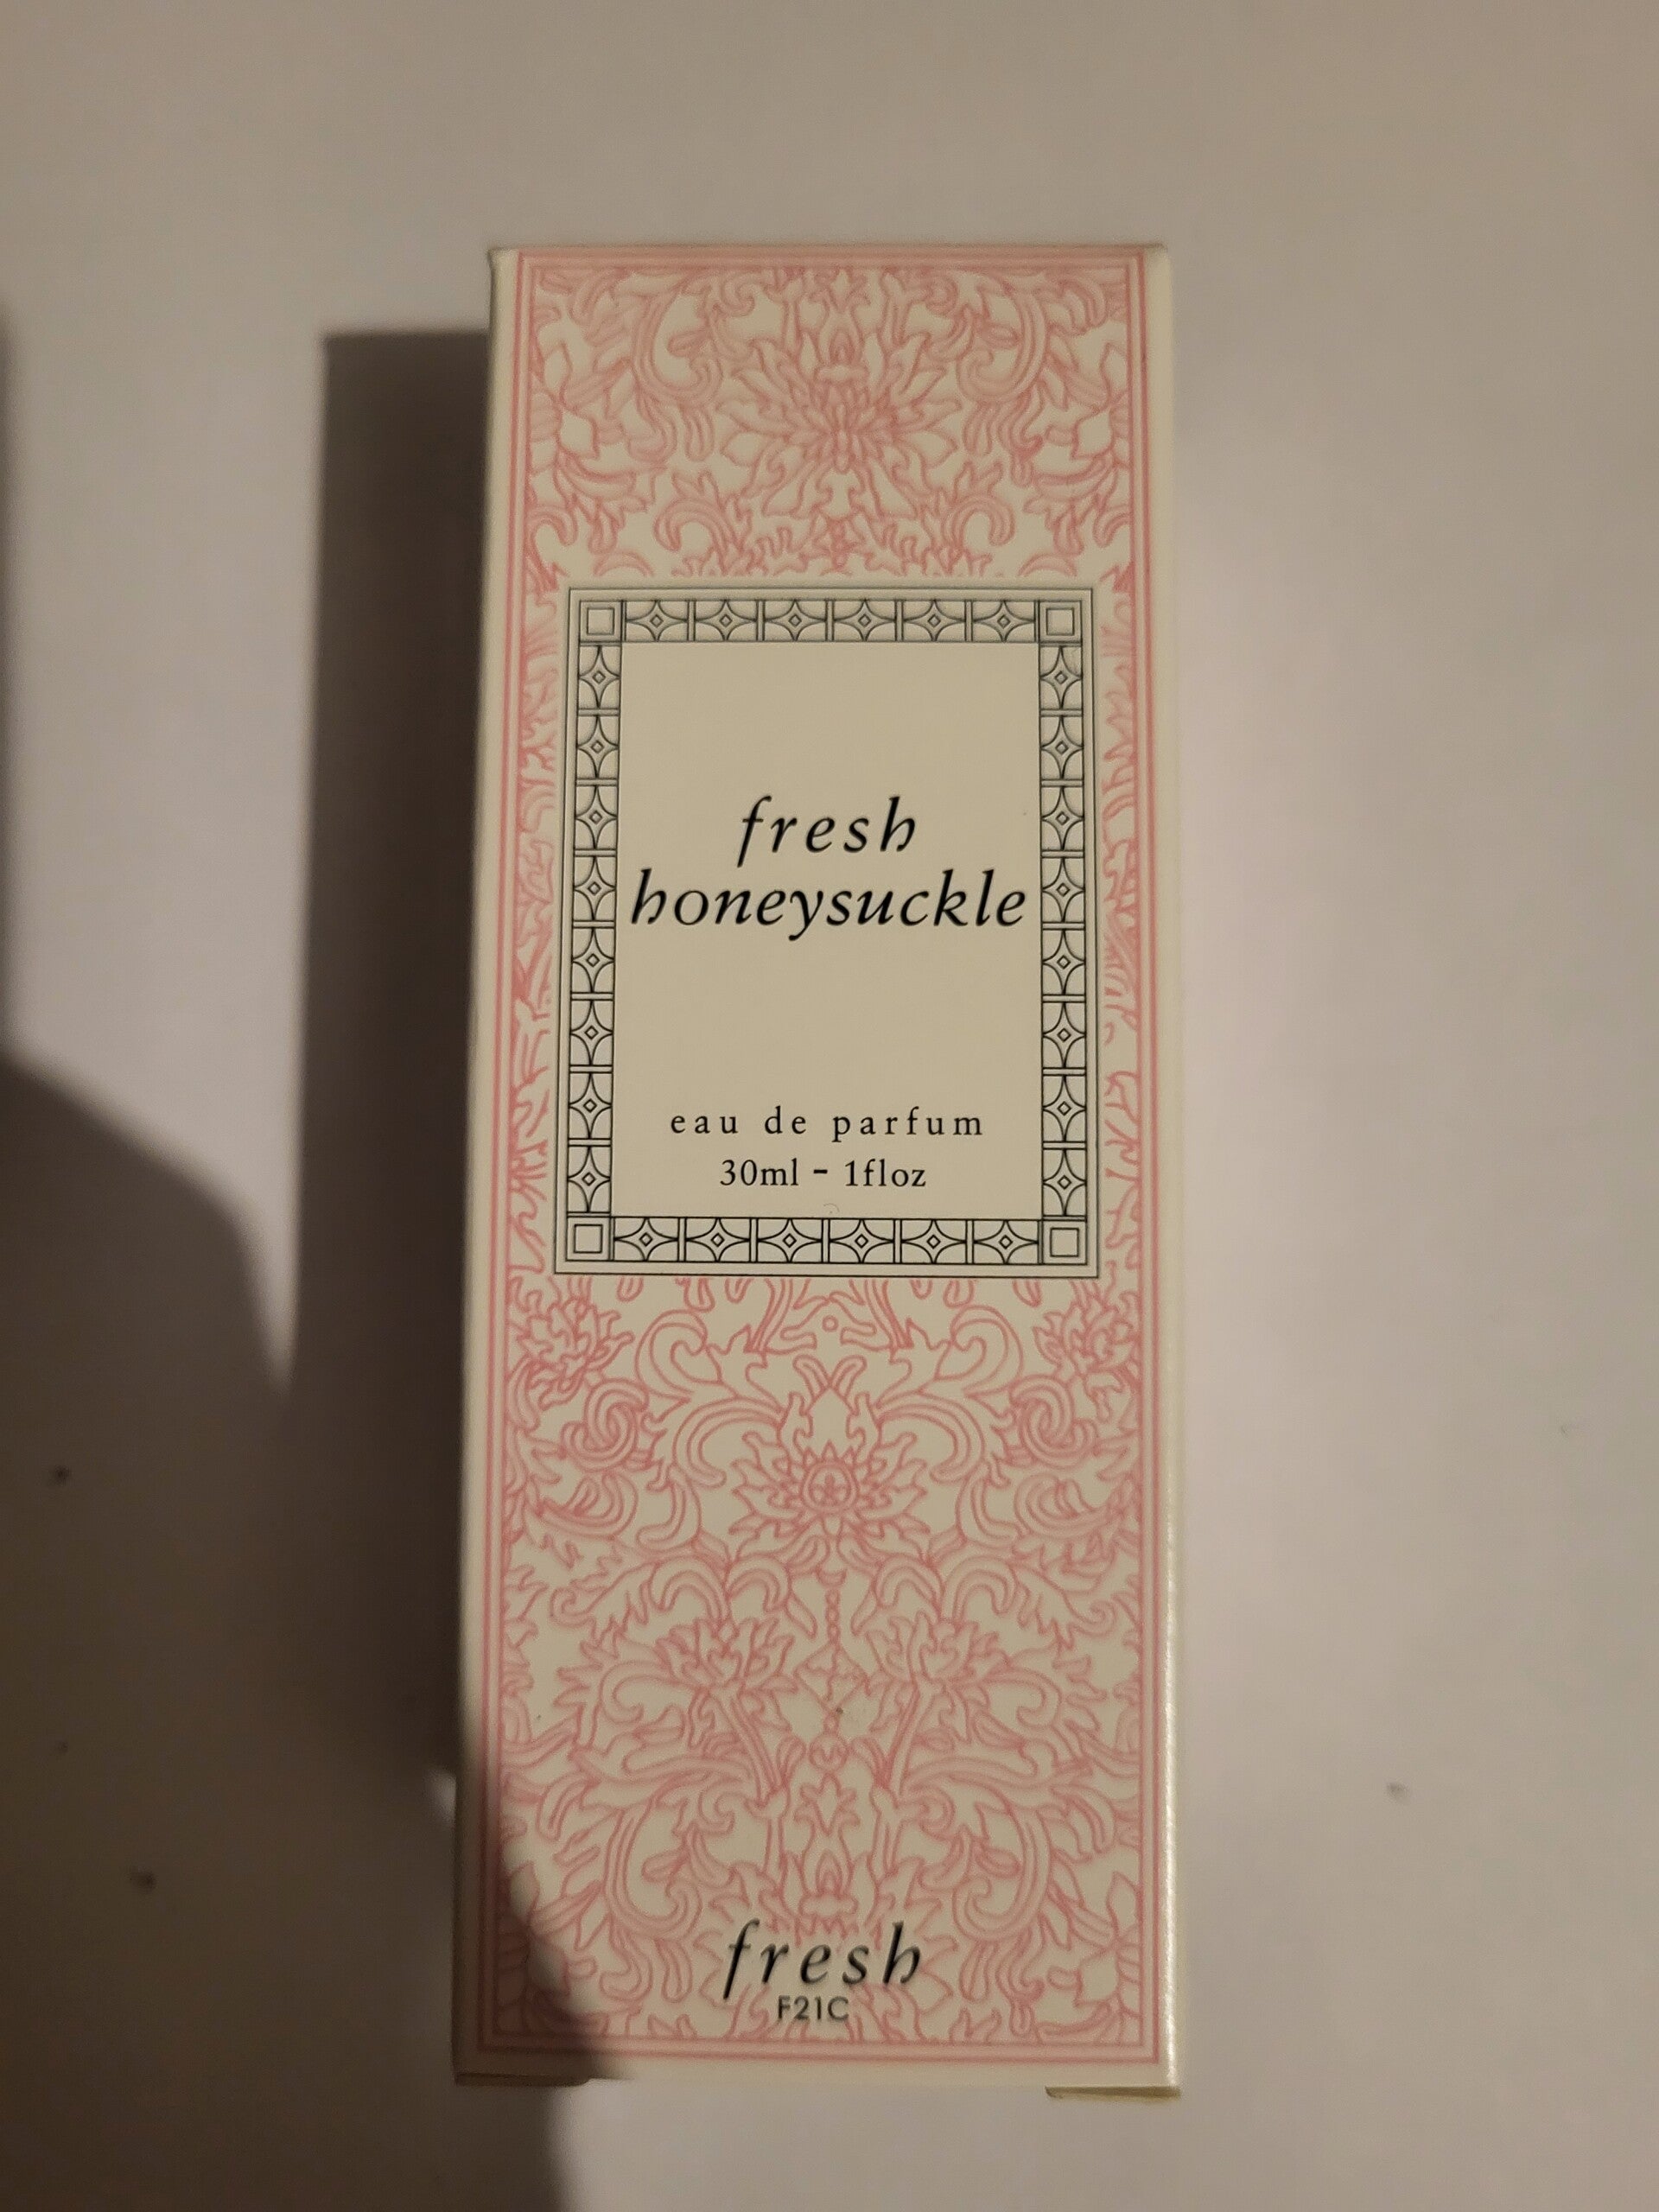 fresh
honeysuckle
eau de parfum
30ml - 1floz
fresh
F21C